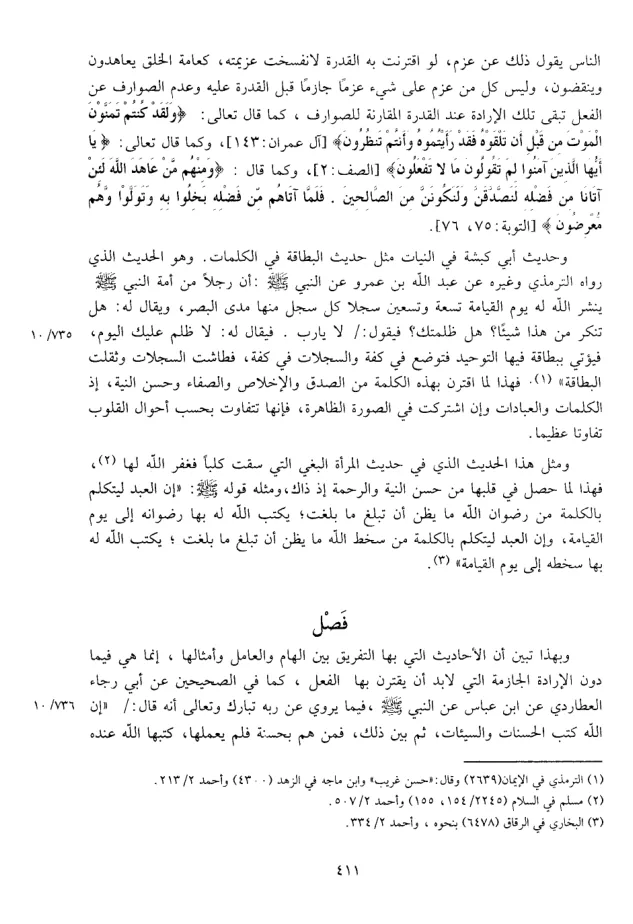 الناس يقول ذلك عن عزم، لو اقترنت به القدرة لانفسخت عزيمته، كعامة الخلق يعاهدون
وينقضون، وليس كل من عزم على شيء عزمًا جازمًا قبل القدرة عليه وعدم الصوارف عن
الفعل تبقى تلك الإرادة عند القدرة المقارنة للصوارف ، كما قال تعالى: ﴿وَلَقَدْ كُنتُمْ تَمَنَّوْنَ
الْمَوْتَ مِن قَبْلِ أَن تَلْقَوْهُ فَقَدْ رَأَيْتُمُوهُ وَأَنتُمْ تَنظُرُونَ﴾ [آل عمران:١٤٣]، وكما قال تعالى: ﴿ يَا
أَيُّهَا الَّذِينَ آمَنُوا لِمَ تَقُولُونَ مَا لا تَفْعَلُونَ﴾ [الصف:٢]، وكما قال : ﴿وَمِنْهُم مَّنْ عَاهَدَ اللَّهَ لَئِنْ
آتَانَا مِن فَضْلِهِ لَنَصَّدَّقَنَّ وَلَنَكُونَنَّ مِنَ الصَّالِحِينَ . فَلَمَّا آتَاهُم مِّن فَضْلِهِ بَخِلُوا بِهِ وَتَوَلَّوْا وَّهُم
مُّعْرِضُونَ ﴾ [التوبة:٧٥، ٧٦].
وحديث أبي كبشة في النيات مثل حديث البطاقة في الكلمات. وهو الحديث الذي
رواه الترمذي وغيره عن عبد الله بن عمرو عن النبي ﷺ :أن رجلاً من أمة النبي ﷺ
ينشر الله له يوم القيامة تسعة وتسعين سجلا كل سجل منها مدى البصر، ويقال له: هل
تنكر من هذا شيئًا؟ هل ظلمتك؟ فيقول:/ لا يارب . فيقال له: لا ظلم عليك اليوم،
١٠/٧٣٥
فيؤتي ببطاقة فيها التوحيد فتوضع في كفة والسجلات في كفة، فطاشت السجلات وثقلت
البطاقة» (١). فهذا لما اقترن بهذه الكلمة من الصدق والإخلاص والصفاء وحسن النية، إذ
الكلمات والعبادات وإن اشتركت في الصورة الظاهرة، فإنها تتفاوت بحسب أحوال القلوب
تفاوتا عظيما.
ومثل هذا الحديث الذي في حديث المرأة البغي التي سقت كلباً فغفر الله لها (٢)،
فهذا لما حصل في قلبها من حسن النية والرحمة إذ ذاك،ومثله قوله ﷺ: «إن العبد ليتكلم
بالكلمة من رضوان الله ما يظن أن تبلغ ما بلغت؛ يكتب الله له بها رضوانه إلى يوم
القيامة، وإن العبد ليتكلم بالكلمة من سخط الله ما يظن أن تبلغ ما بلغت ؛ يكتب الله له
بها سخطه إلى يوم القيامة» (٣).
فَصْل
وبهذا تبين أن الأحاديث التي بها التفريق بين الهام والعامل وأمثالها ، إنما هي فيما
دون الإرادة الجازمة التي لابد أن يقترن بها الفعل ، كما في الصحيحين عن أبي رجاء
العطاردي عن ابن عباس عن النبي ﷺ ،فيما يروي عن ربه تبارك وتعالى أنه قال:/ «إن
١٠/٧٣٦
الله كتب الحسنات والسيئات، ثم بين ذلك، فمن هم بحسنة فلم يعملها، كتبها الله عنده
(١) الترمذي في الإيمان(٢٦٣٩) وقال:«حسن غريب» وابن ماجه في الزهد (٤٣٠٠) وأحمد ٢/ ٢١٣.
(٢) مسلم في السلام (١٥٤/٢٢٤٥، ١٥٥) وأحمد ٢/ ٥٠٧.
(٣) البخاري في الرقاق (٦٤٧٨) بنحوه ، وأحمد ٢/ ٣٣٤.
٤١١